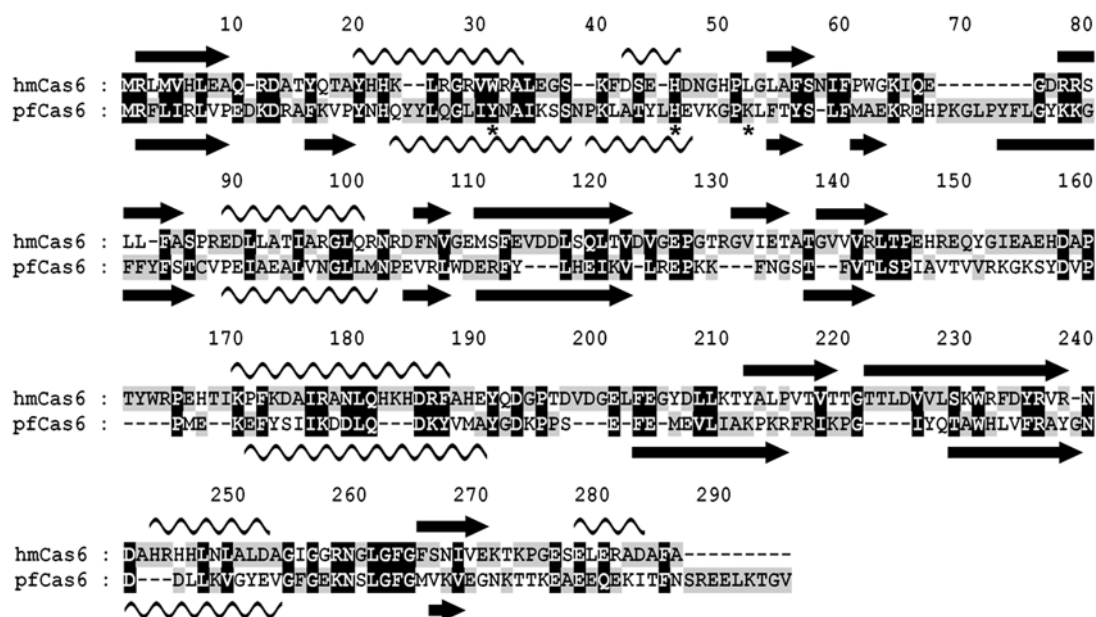 10 20 30 40 50 60 70 80
hmCas6 : MRLMVHLEAQ-RDATYQTAYHHK--LRGRVWRALEGS--KFDSE-HDNGHPLGLAFSNIFPWGKIQE--------GDRRS
pfCas6 : MRFLIRLVPEDKDRAFKVPYNHQYYLQGLIYNAIKSSNPKLATYLHEVKGPKLFTYS-LFMAEKREHPKGLPYFLGYKKG
* * *
90 100 110 120 130 140 150 160
hmCas6 : LL-FASPREDLLATIARGLQRNRDFNVGEMSFEVDDLSQLTVDVGEPGTRGVIETATGVVVRLTPEHREQYGIEAEHDAP
pfCas6 : FFYFSTCVPEIAEALVNGLLMNPEVRLWDERFY---LHEIKV-LREPKK---FNGST--FVTLSPIAVTVVRKGKSYDVP
170 180 190 200 210 220 230 240
hmCas6 : TYWRPEHTIKPFKDAIRANLQHKHDRFAHEYQDGPTDVDGELFEGYDLLKTYALPVTVTTGTTLDVVLSKWRFDYRVR-N
pfCas6 : ----PME--KEFYSIIKDDLQ---DKYVMAYGDKPPS---E-FE-MEVLIAKPKRFRIKPG----IYQTAWHLVFRAYGN
250 260 270 280 290
hmCas6 : DAHRHHLNLALDAGIGGRNGLGFGFSNIVEKTKPGESELERADAFA---------
pfCas6 : D---DLLKVGYEVGFGEKNSLGFGMVKVEGNKTTKEAEEQEKITFNSREELKTGV